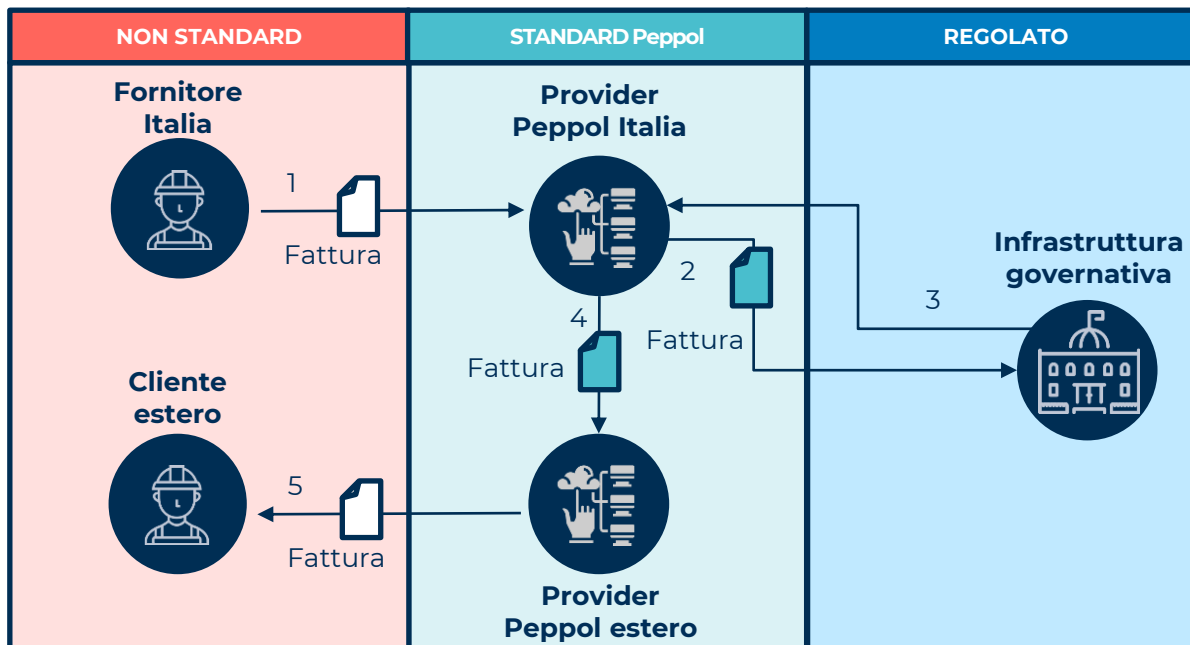 NON STANDARD
STANDARD Peppol
REGOLATO
Fornitore
Italia
Provider
Peppol Italia
1
Fattura
2
Fattura
Infrastruttura
governativa
3
4
Fattura
Cliente
estero
5
Fattura
Provider
Peppol estero